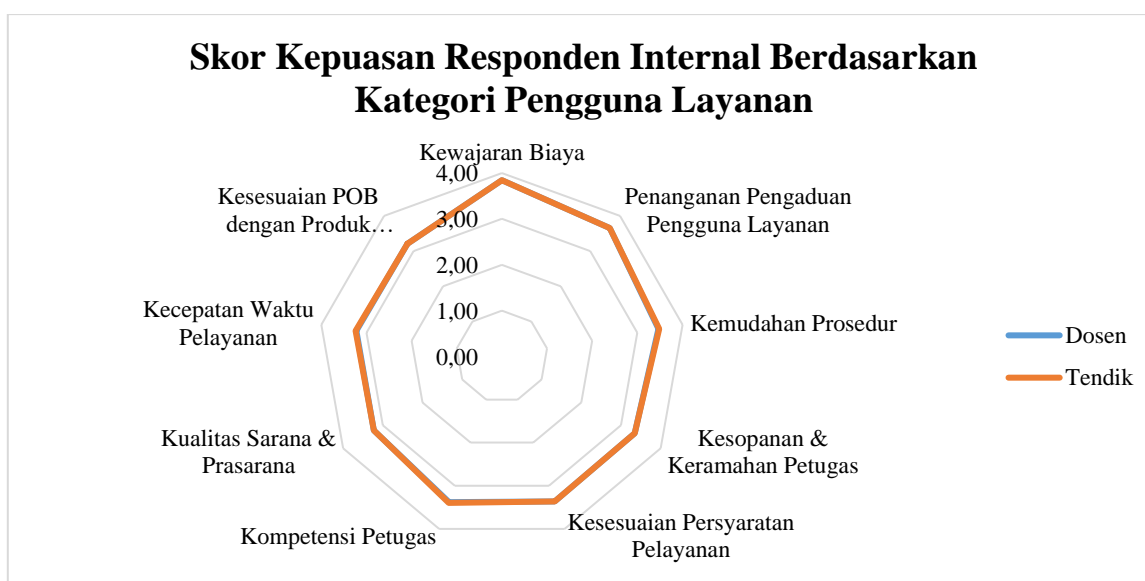 Skor Kepuasan Responden Internal Berdasarkan
Kategori Pengguna Layanan
Kewajaran Biaya
Penanganan Pengaduan
Pengguna Layanan
Kemudahan Prosedur
Kesopanan &
Keramahan Petugas
Kesesuaian Persyaratan
Pelayanan
Kompetensi Petugas
Kualitas Sarana &
Prasarana
Kecepatan Waktu
Pelayanan
Kesesuaian POB
dengan Produk…
4,00
3,00
2,00
1,00
0,00
Dosen
Tendik